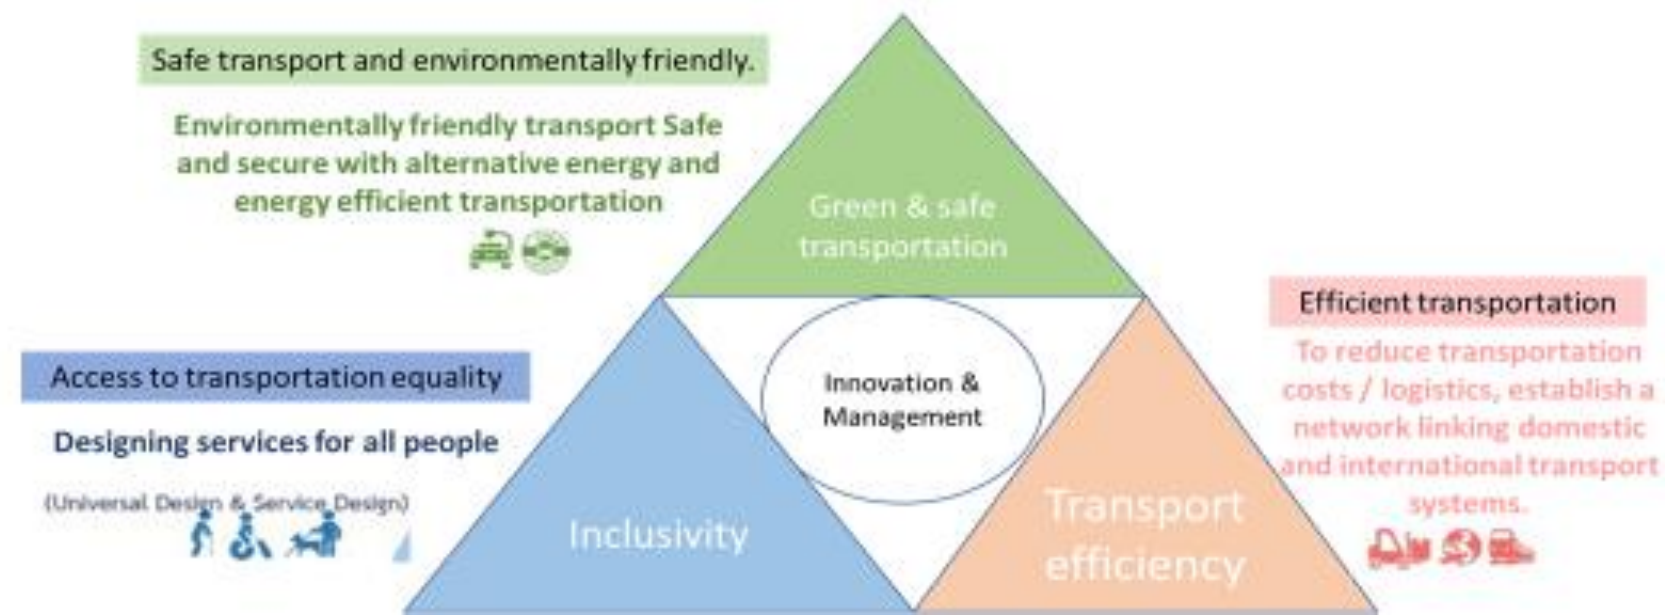 Safe transport and environmentally friendly.
Environmentally friendly transport Safe
and secure with alternative energy and
energy efficient transportation
Green & safe
transportation
Efficient transportation
To reduce transportation
costs / logistics, establish a
network linking domestic
and international transport
systems.
Access to transportation equality
Designing services for all people
(Universal Design & Service Design)
Innovation &
Management
Inclusivity
Transport
efficiency